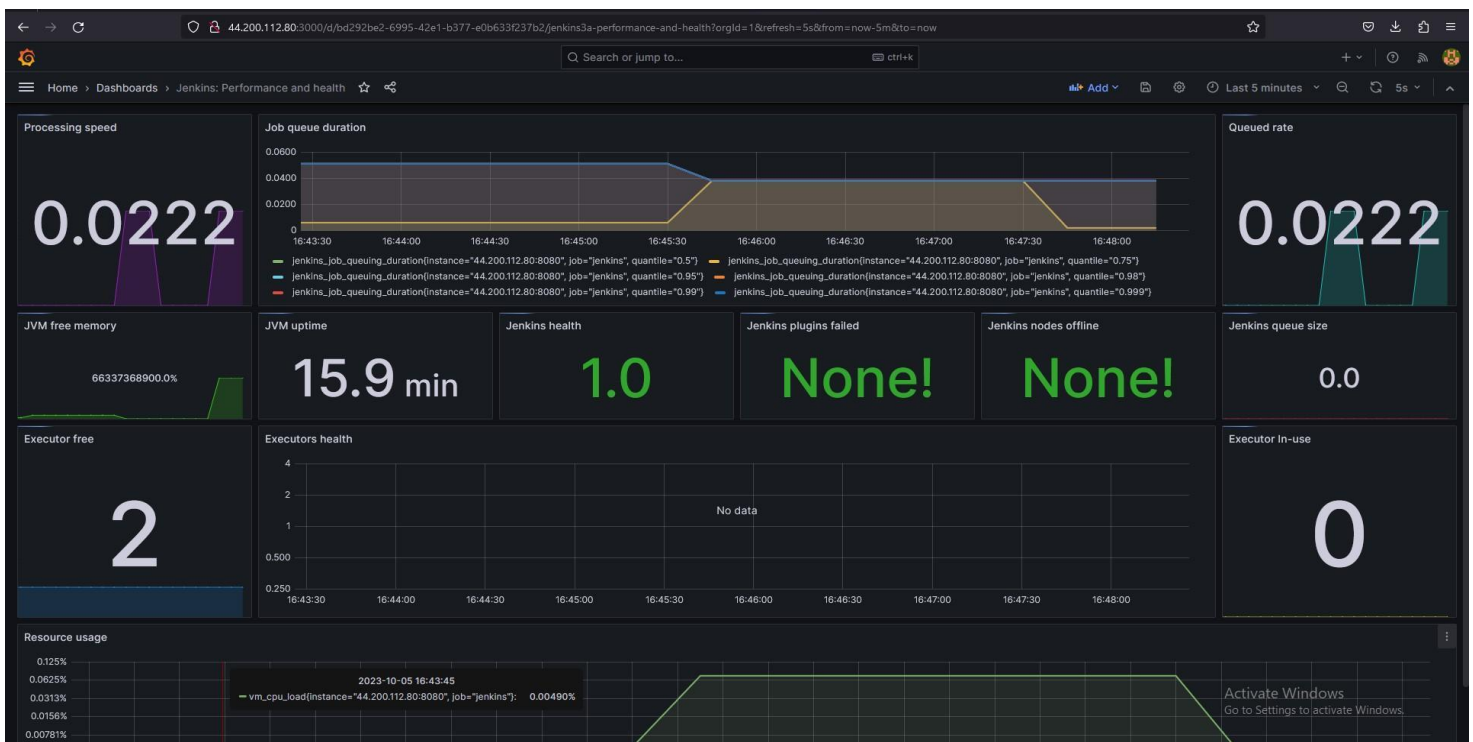 44.200.112.80:3000/d/bd292be2-6995-42e1-b377-e0b633f237b2/jenkins3a-performance-and-health?orgId=1&refresh=5s&from=now-5m&to=now
Search or jump to... ctrl+k
Home › Dashboards › Jenkins: Performance and health Add Last 5 minutes 5s
Processing speed
0.0222
Job queue duration
0.0600
0.0400
0.0200
0
16:43:30 16:44:00 16:44:30 16:45:00 16:45:30 16:46:00 16:46:30 16:47:00 16:47:30 16:48:00
jenkins_job_queuing_duration{instance="44.200.112.80:8080", job="jenkins", quantile="0.5"} jenkins_job_queuing_duration{instance="44.200.112.80:8080", job="jenkins", quantile="0.75"}
jenkins_job_queuing_duration{instance="44.200.112.80:8080", job="jenkins", quantile="0.95"} jenkins_job_queuing_duration{instance="44.200.112.80:8080", job="jenkins", quantile="0.98"}
jenkins_job_queuing_duration{instance="44.200.112.80:8080", job="jenkins", quantile="0.99"} jenkins_job_queuing_duration{instance="44.200.112.80:8080", job="jenkins", quantile="0.999"}
Queued rate
0.0222
JVM free memory
66337368900.0%
JVM uptime
15.9 min
Jenkins health
1.0
Jenkins plugins failed
None!
Jenkins nodes offline
None!
Jenkins queue size
0.0
Executor free
2
Executors health
4
2
1
0.500
0.250
No data
16:43:30 16:44:00 16:44:30 16:45:00 16:45:30 16:46:00 16:46:30 16:47:00 16:47:30 16:48:00
Executor In-use
0
Resource usage
0.125%
0.0625%
0.0313%
0.0156%
0.00781%
2023-10-05 16:43:45
vm_cpu_load{instance="44.200.112.80:8080", job="jenkins"}: 0.00490%
Activate Windows
Go to Settings to activate Windows.